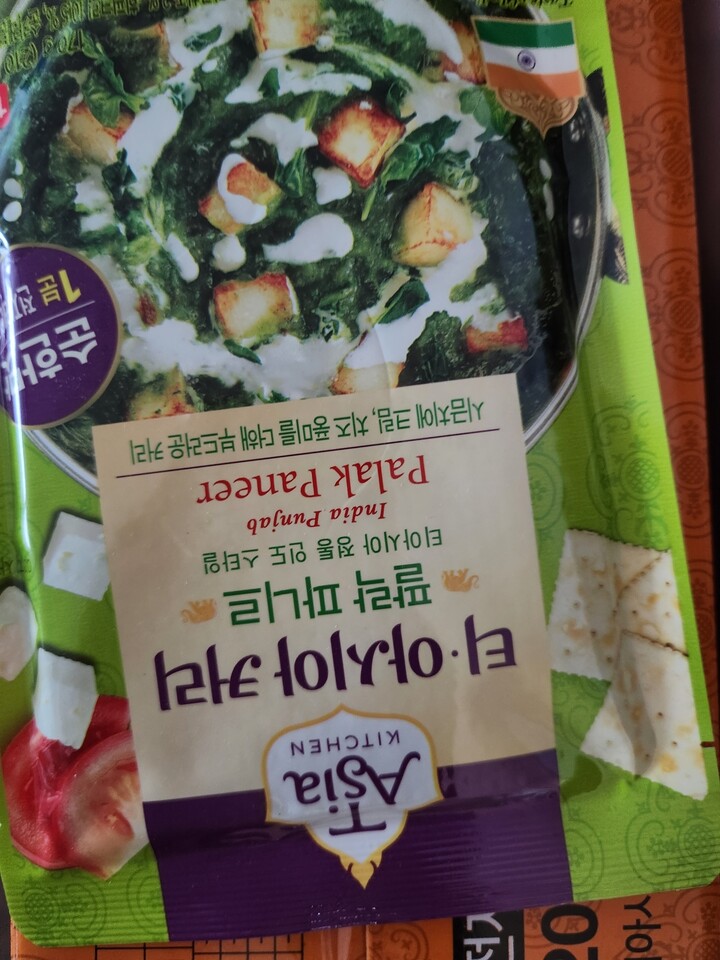 T.Asia
KITCHEN
티·아시아 커리
팔락 파니르
티아시아 정통 인도 스타일
India Punjab
Palak Paneer
시금치에 크림, 치즈 풍미를 더해 부드러운 커리
1분
170 g
20